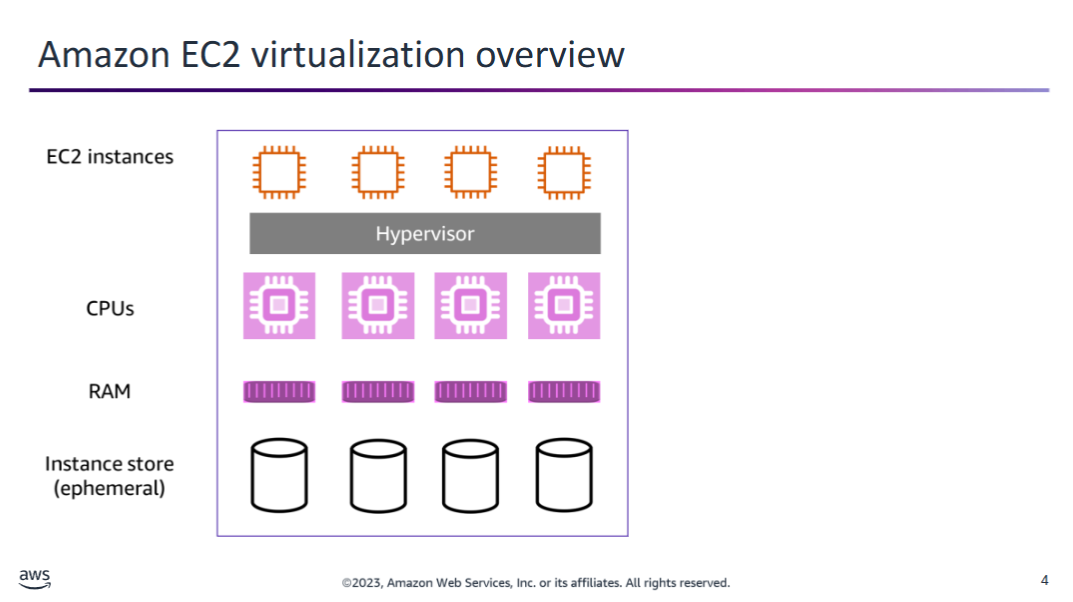 Amazon EC2 virtualization overview
EC2 instances
Hypervisor
CPUs
RAM
Instance store
(ephemeral)
aws
©2023, Amazon Web Services, Inc. or its affiliates. All rights reserved.
4